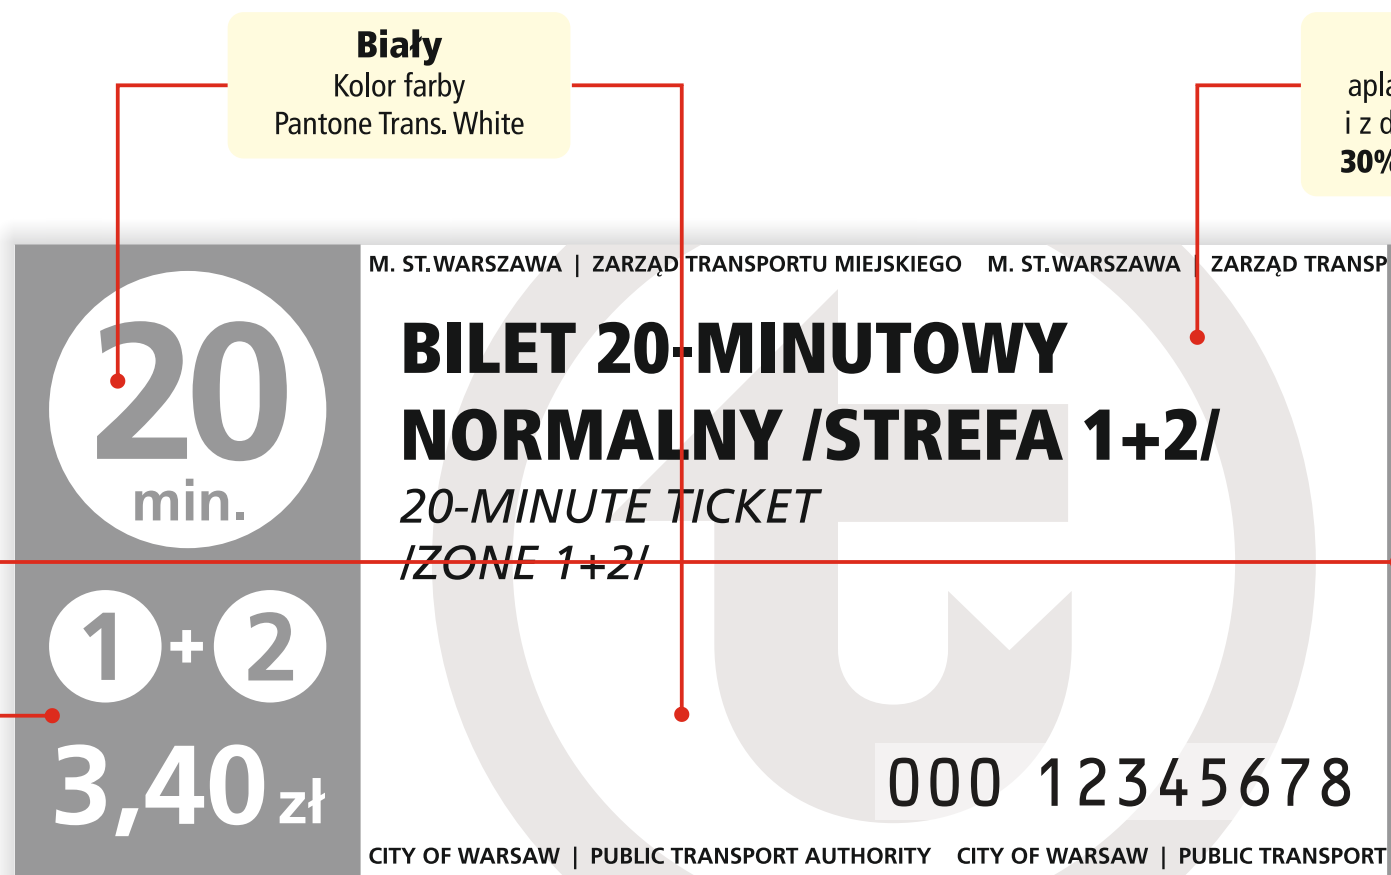 Biały
Kolor farby
Pantone Trans. White
i z
30%
M. ST. WARSZAWA | ZARZĄD TRANSPORTU MIEJSKIEGO M. ST. WARSZAWA | ZARZĄD
20
min.
BILET 20-MINUTOWY
NORMALNY /STREFA 1+2/
20-MINUTE TICKET
/ZONE 1+2/
1 + 2
3,40 zł
000 12345678
CITY OF WARSAW | PUBLIC TRANSPORT AUTHORITY CITY OF WARSAW | PUBLIC TRANSPORT